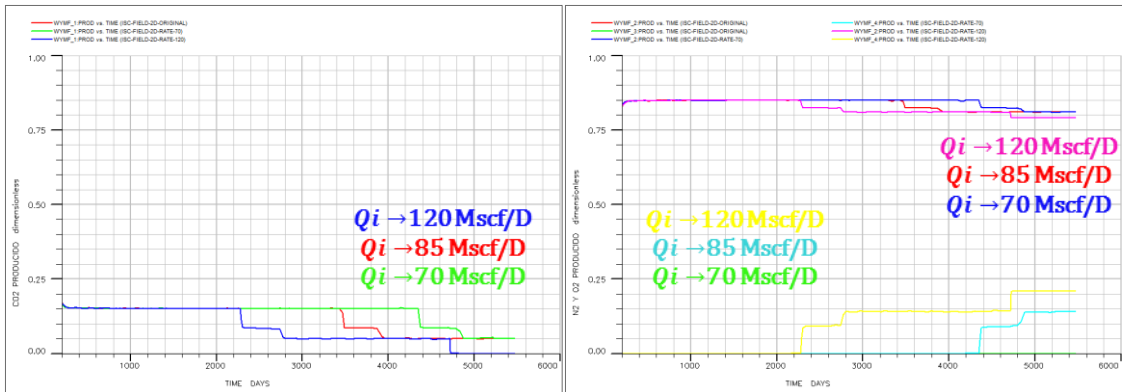 WYMF_1:PROD vs. TIME (ISC-FIELD-2D-ORIGINAL)
WYMF_1:PROD vs. TIME (ISC-FIELD-2D-RATE-70)
WYMF_1:PROD vs. TIME (ISC-FIELD-2D-RATE-120)
1.00
0.75
0.50
0.25
0.00
CO2 PRODUCIDO dimensionless
Qi →120 Mscf/D
Qi →85 Mscf/D
Qi →70 Mscf/D
1000 2000 3000 4000 5000 6000
TIME DAYS
WYMF_2:PROD vs. TIME (ISC-FIELD-2D-ORIGINAL) WYMF_4:PROD vs. TIME (ISC-FIELD-2D-RATE-70)
WYMF_3:PROD vs. TIME (ISC-FIELD-2D-ORIGINAL) WYMF_2:PROD vs. TIME (ISC-FIELD-2D-RATE-120)
WYMF_2:PROD vs. TIME (ISC-FIELD-2D-RATE-70) WYMF_4:PROD vs. TIME (ISC-FIELD-2D-RATE-120)
1.00
0.75
0.50
0.25
0.00
N2 Y O2 PRODUCIDO dimensionless
Qi →120 Mscf/D
Qi →85 Mscf/D
Qi →70 Mscf/D
Qi →120 Mscf/D
Qi →85 Mscf/D
Qi →70 Mscf/D
1000 2000 3000 4000 5000 6000
TIME DAYS